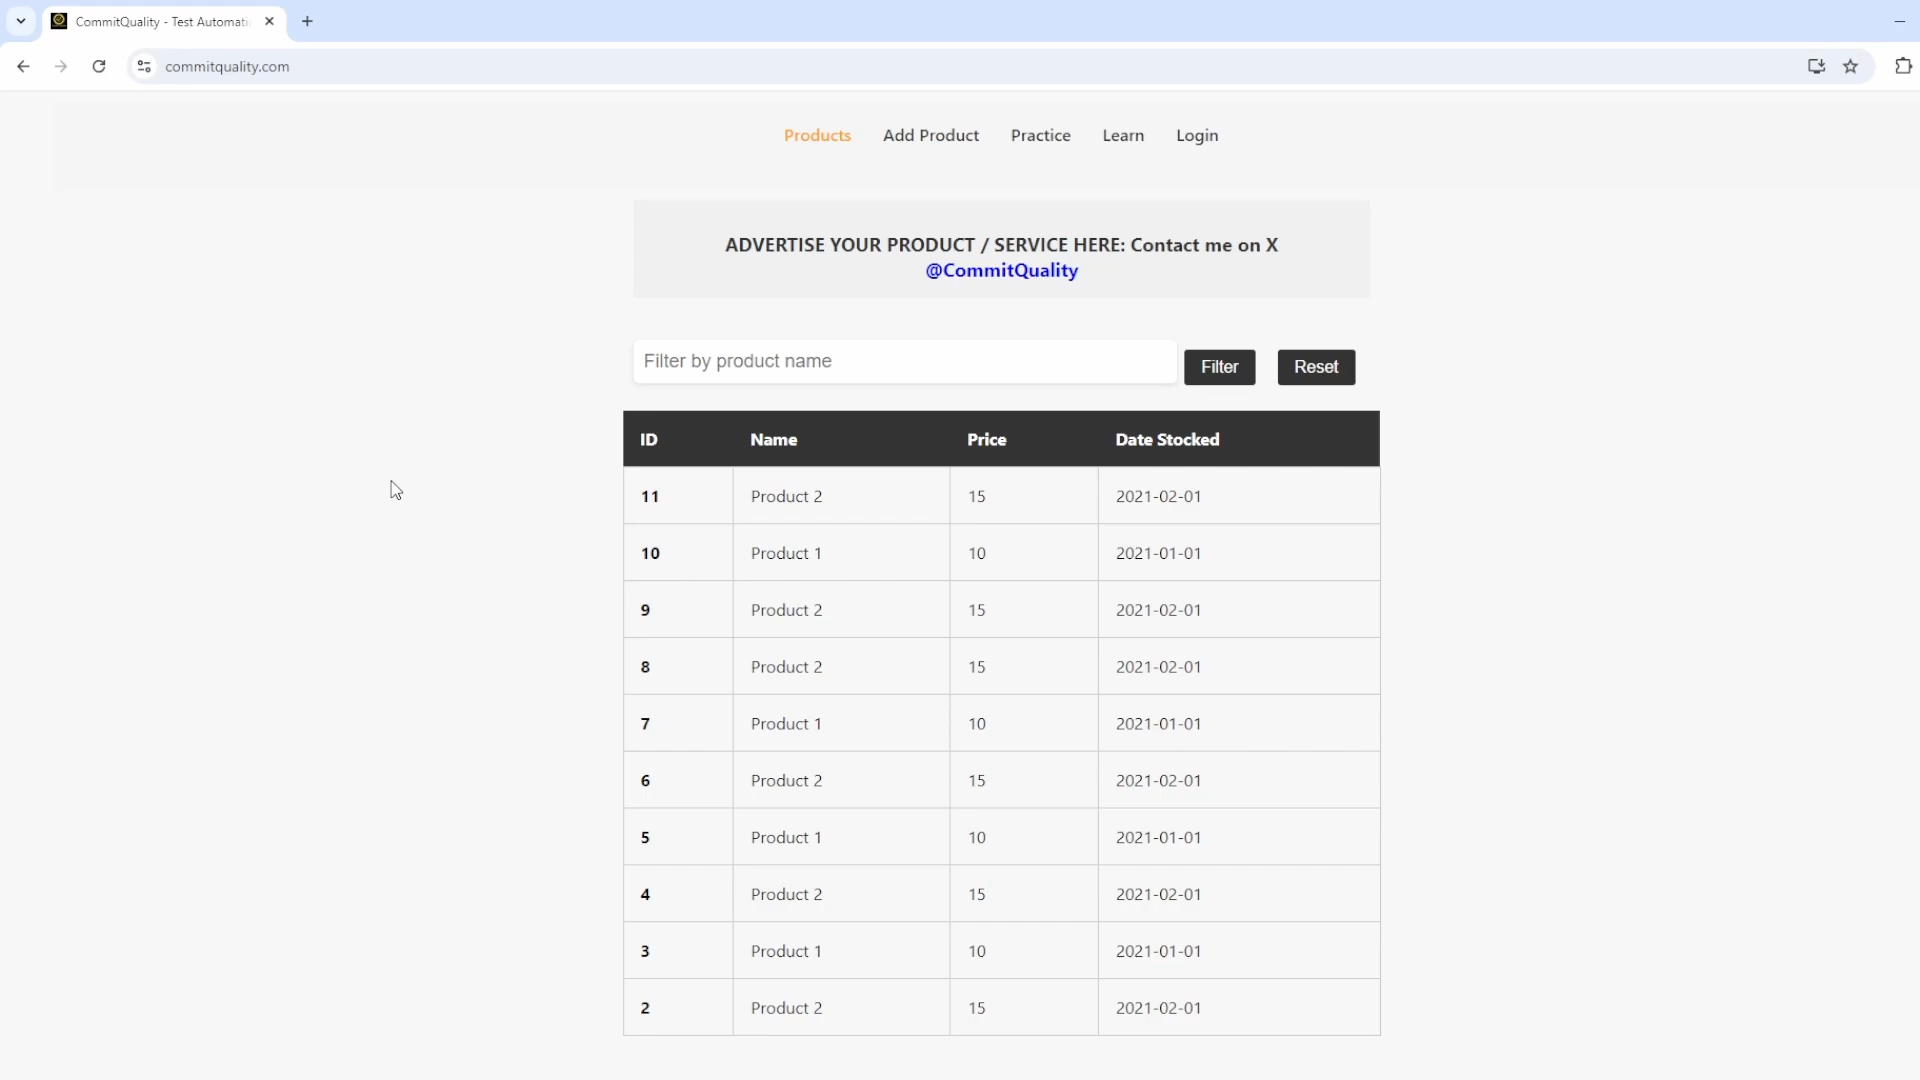 CommitQuality - Test Automati
commitquality.com
Products Add Product Practice Learn Login
ADVERTISE YOUR PRODUCT / SERVICE HERE: Contact me on X
@CommitQuality
Filter by product name Filter Reset
ID Name Price Date Stocked
11 Product 2 15 2021-02-01
10 Product 1 10 2021-01-01
9 Product 2 15 2021-02-01
8 Product 2 15 2021-02-01
7 Product 1 10 2021-01-01
6 Product 2 15 2021-02-01
5 Product 1 10 2021-01-01
4 Product 2 15 2021-02-01
3 Product 1 10 2021-01-01
2 Product 2 15 2021-02-01